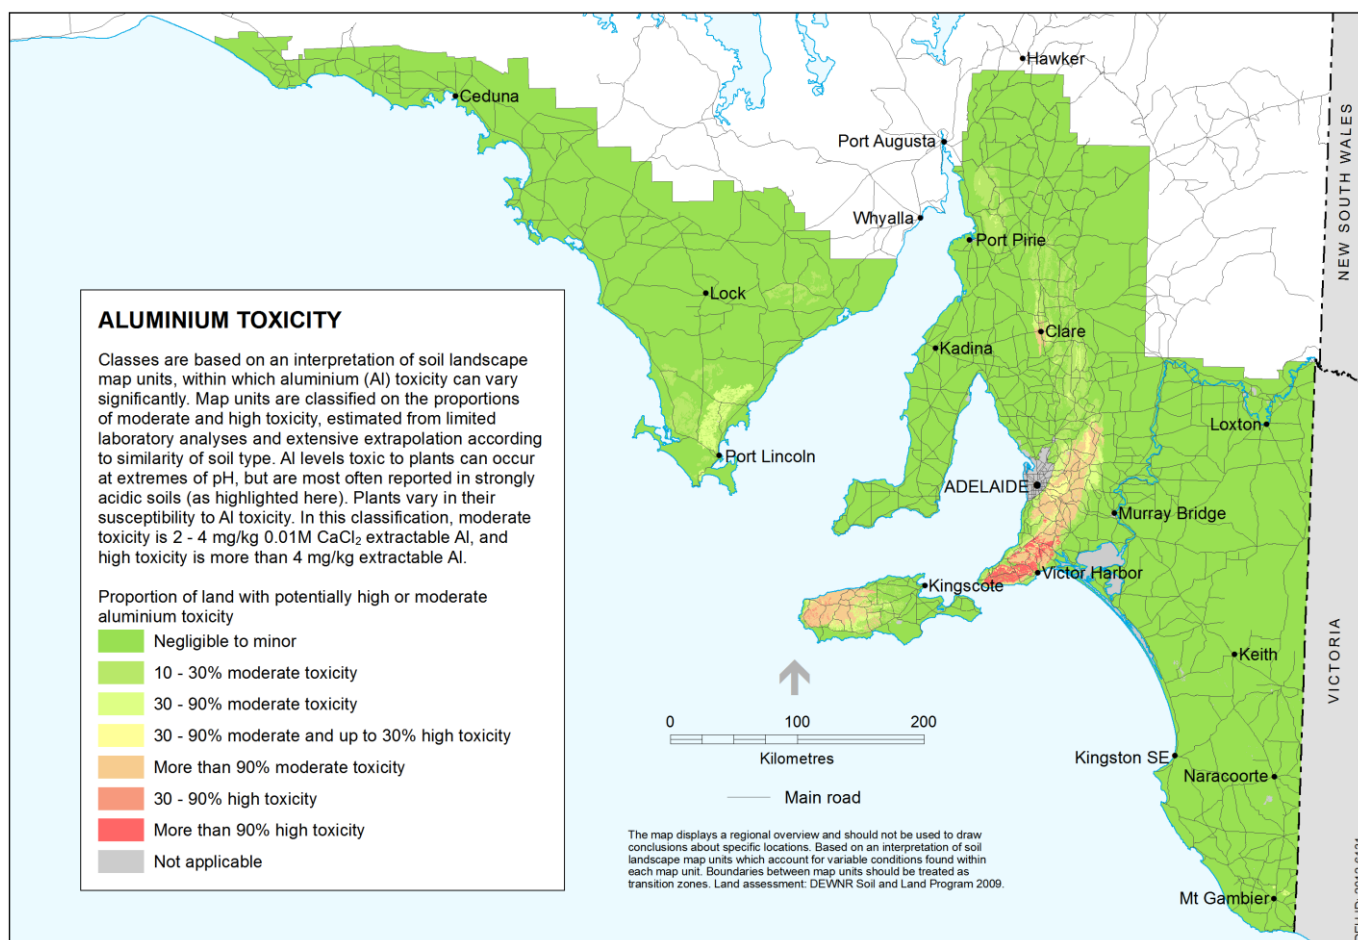 Hawker
Ceduna
Port Augusta
Whyalla
Port Pirie
Lock
Clare
Kadina
Loxton
Port Lincoln
ADELAIDE
Murray Bridge
Victor Harbor
Kingscote
Keith
Kingston SE
Naracoorte
Mt Gambier
NEW SOUTH WALES
VICTORIA
ALUMINIUM TOXICITY
Classes are based on an interpretation of soil landscape
map units, within which aluminium (Al) toxicity can vary
significantly. Map units are classified on the proportions
of moderate and high toxicity, estimated from limited
laboratory analyses and extensive extrapolation according
to similarity of soil type. Al levels toxic to plants can occur
at extremes of pH, but are most often reported in strongly
acidic soils (as highlighted here). Plants vary in their
susceptibility to Al toxicity. In this classification, moderate
toxicity is 2 - 4 mg/kg 0.01M CaCl₂ extractable Al, and
high toxicity is more than 4 mg/kg extractable Al.
Proportion of land with potentially high or moderate
aluminium toxicity
Negligible to minor
10 - 30% moderate toxicity
30 - 90% moderate toxicity
30 - 90% moderate and up to 30% high toxicity
More than 90% moderate toxicity
30 - 90% high toxicity
More than 90% high toxicity
Not applicable
0 100 200
Kilometres
Main road
The map displays a regional overview and should not be used to draw
conclusions about specific locations. Based on an interpretation of soil
landscape map units which account for variable conditions found within
each map unit. Boundaries between map units should be treated as
transition zones. Land assessment: DEWNR Soil and Land Program 2009.